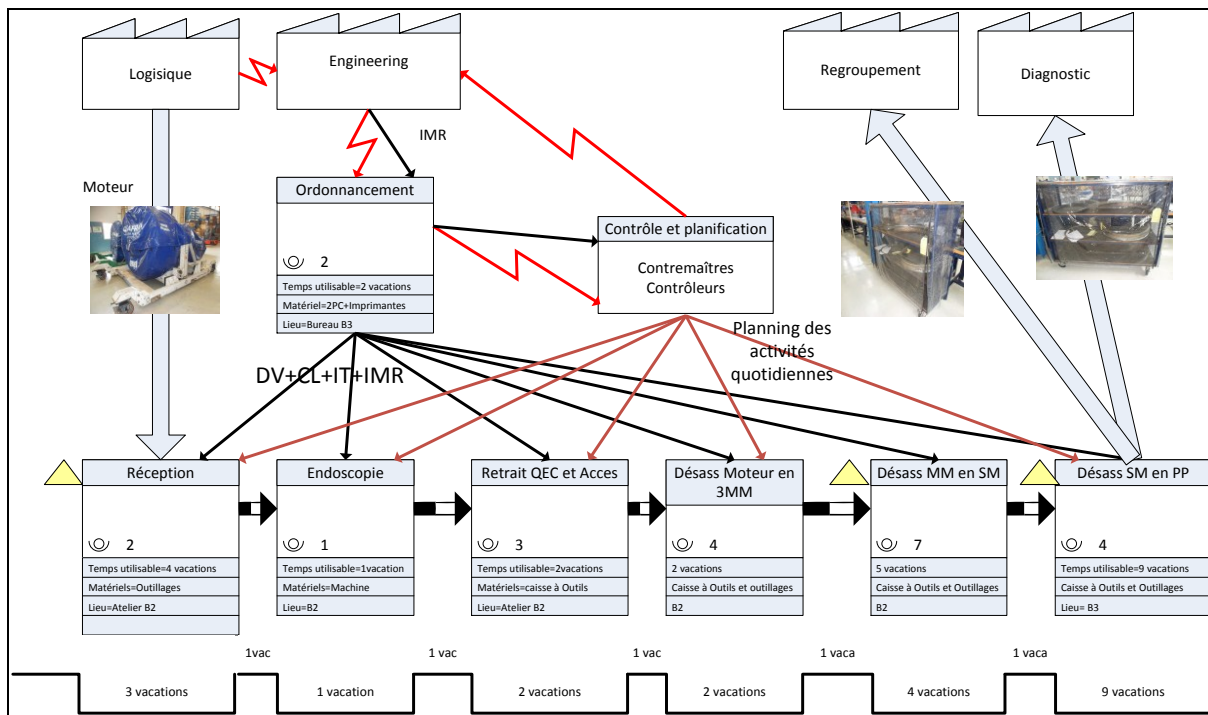 Logisique
Engineering
Regroupement
Diagnostic
IMR
Moteur
Ordonnancement
2
Temps utilisable=2 vacations
Matériel=2PC+Imprimantes
Lieu=Bureau B3
Contrôle et planification
Contremaîtres
Contrôleurs
Planning des
activités
quotidiennes
DV+CL+IT+IMR
Réception
2
Temps utilisable=4 vacations
Matériels=Outillages
Lieu=Atelier B2
Endoscopie
1
Temps utilisable=1vacation
Matériels=Machine
Lieu=B2
Retrait QEC et Acces
3
Temps utilisable=2vacations
Matériels=caisse à Outils
Lieu=Atelier B2
Désass Moteur en
3MM
4
2 vacations
Caisse à Outils et outillages
B2
Désass MM en SM
7
5 vacations
Caisse à Outils et Outillages
B2
Désass SM en PP
4
Temps utilisable=9 vacations
Caisse à Outils et Outillages
Lieu= B3
1vac
1 vac
1 vac
1 vaca
1 vaca
3 vacations
1 vacation
2 vacations
2 vacations
4 vacations
9 vacations